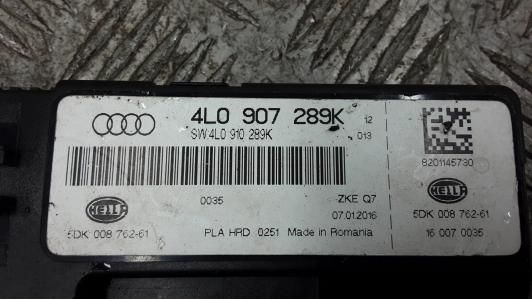 4L0 907 289K 12
SW:4L0 910 289K 013
8201145730
0035 ZKE Q7
HELLA 07.01.2016 HELLA
5DK 008 762-61 5DK 008 762-61
PLA HRD 0251 Made in Romania 16 007 0035